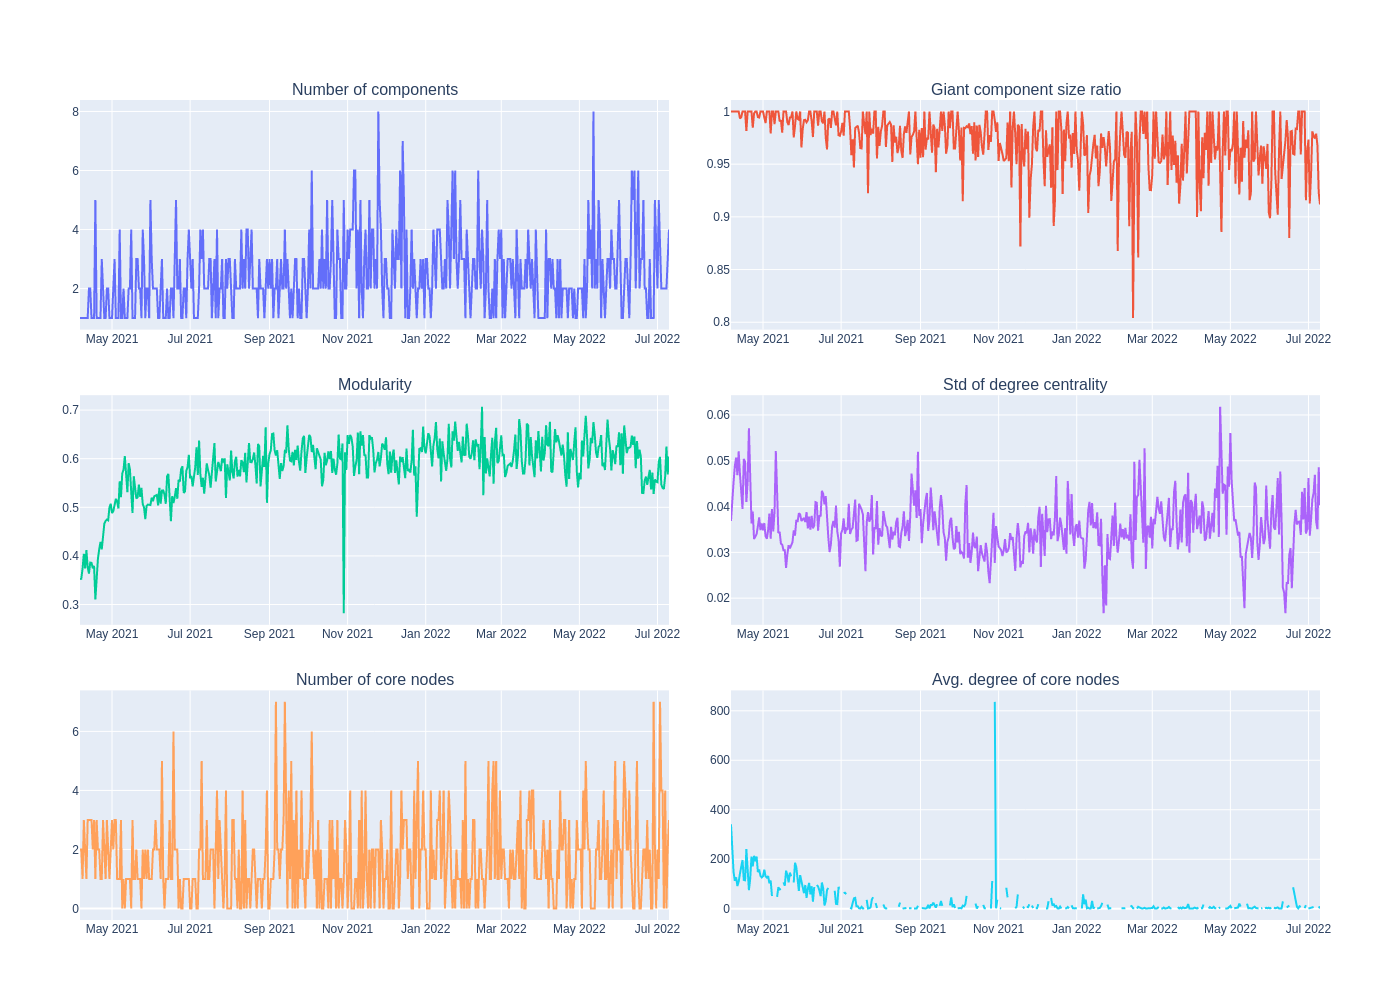 Number of components
Giant component size ratio
8
6
4
2
May 2021 Jul 2021 Sep 2021 Nov 2021 Jan 2022 Mar 2022 May 2022 Jul 2022
1
0.95
0.9
0.85
0.8
May 2021 Jul 2021 Sep 2021 Nov 2021 Jan 2022 Mar 2022 May 2022 Jul 2022
Modularity
Std of degree centrality
0.7
0.6
0.5
0.4
0.3
May 2021 Jul 2021 Sep 2021 Nov 2021 Jan 2022 Mar 2022 May 2022 Jul 2022
0.06
0.05
0.04
0.03
0.02
May 2021 Jul 2021 Sep 2021 Nov 2021 Jan 2022 Mar 2022 May 2022 Jul 2022
Number of core nodes
Avg. degree of core nodes
6
4
2
0
May 2021 Jul 2021 Sep 2021 Nov 2021 Jan 2022 Mar 2022 May 2022 Jul 2022
800
600
400
200
0
May 2021 Jul 2021 Sep 2021 Nov 2021 Jan 2022 Mar 2022 May 2022 Jul 2022